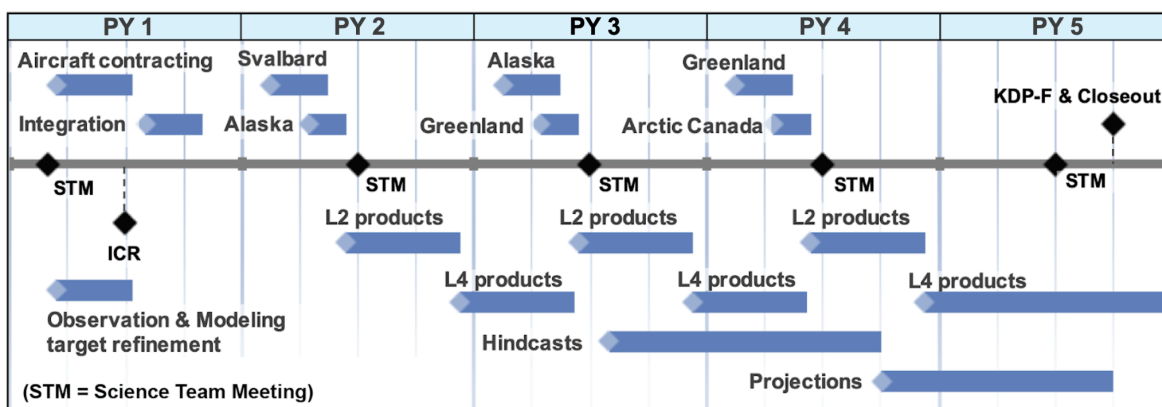 PY 1 PY 2 PY 3 PY 4 PY 5
Aircraft contracting Svalbard Alaska Greenland
KDP-F & Closeout
Integration Alaska Greenland Arctic Canada
STM STM STM STM STM
L2 products L2 products L2 products
ICR
L4 products L4 products L4 products
Observation & Modeling
target refinement
Hindcasts
Projections
(STM = Science Team Meeting)